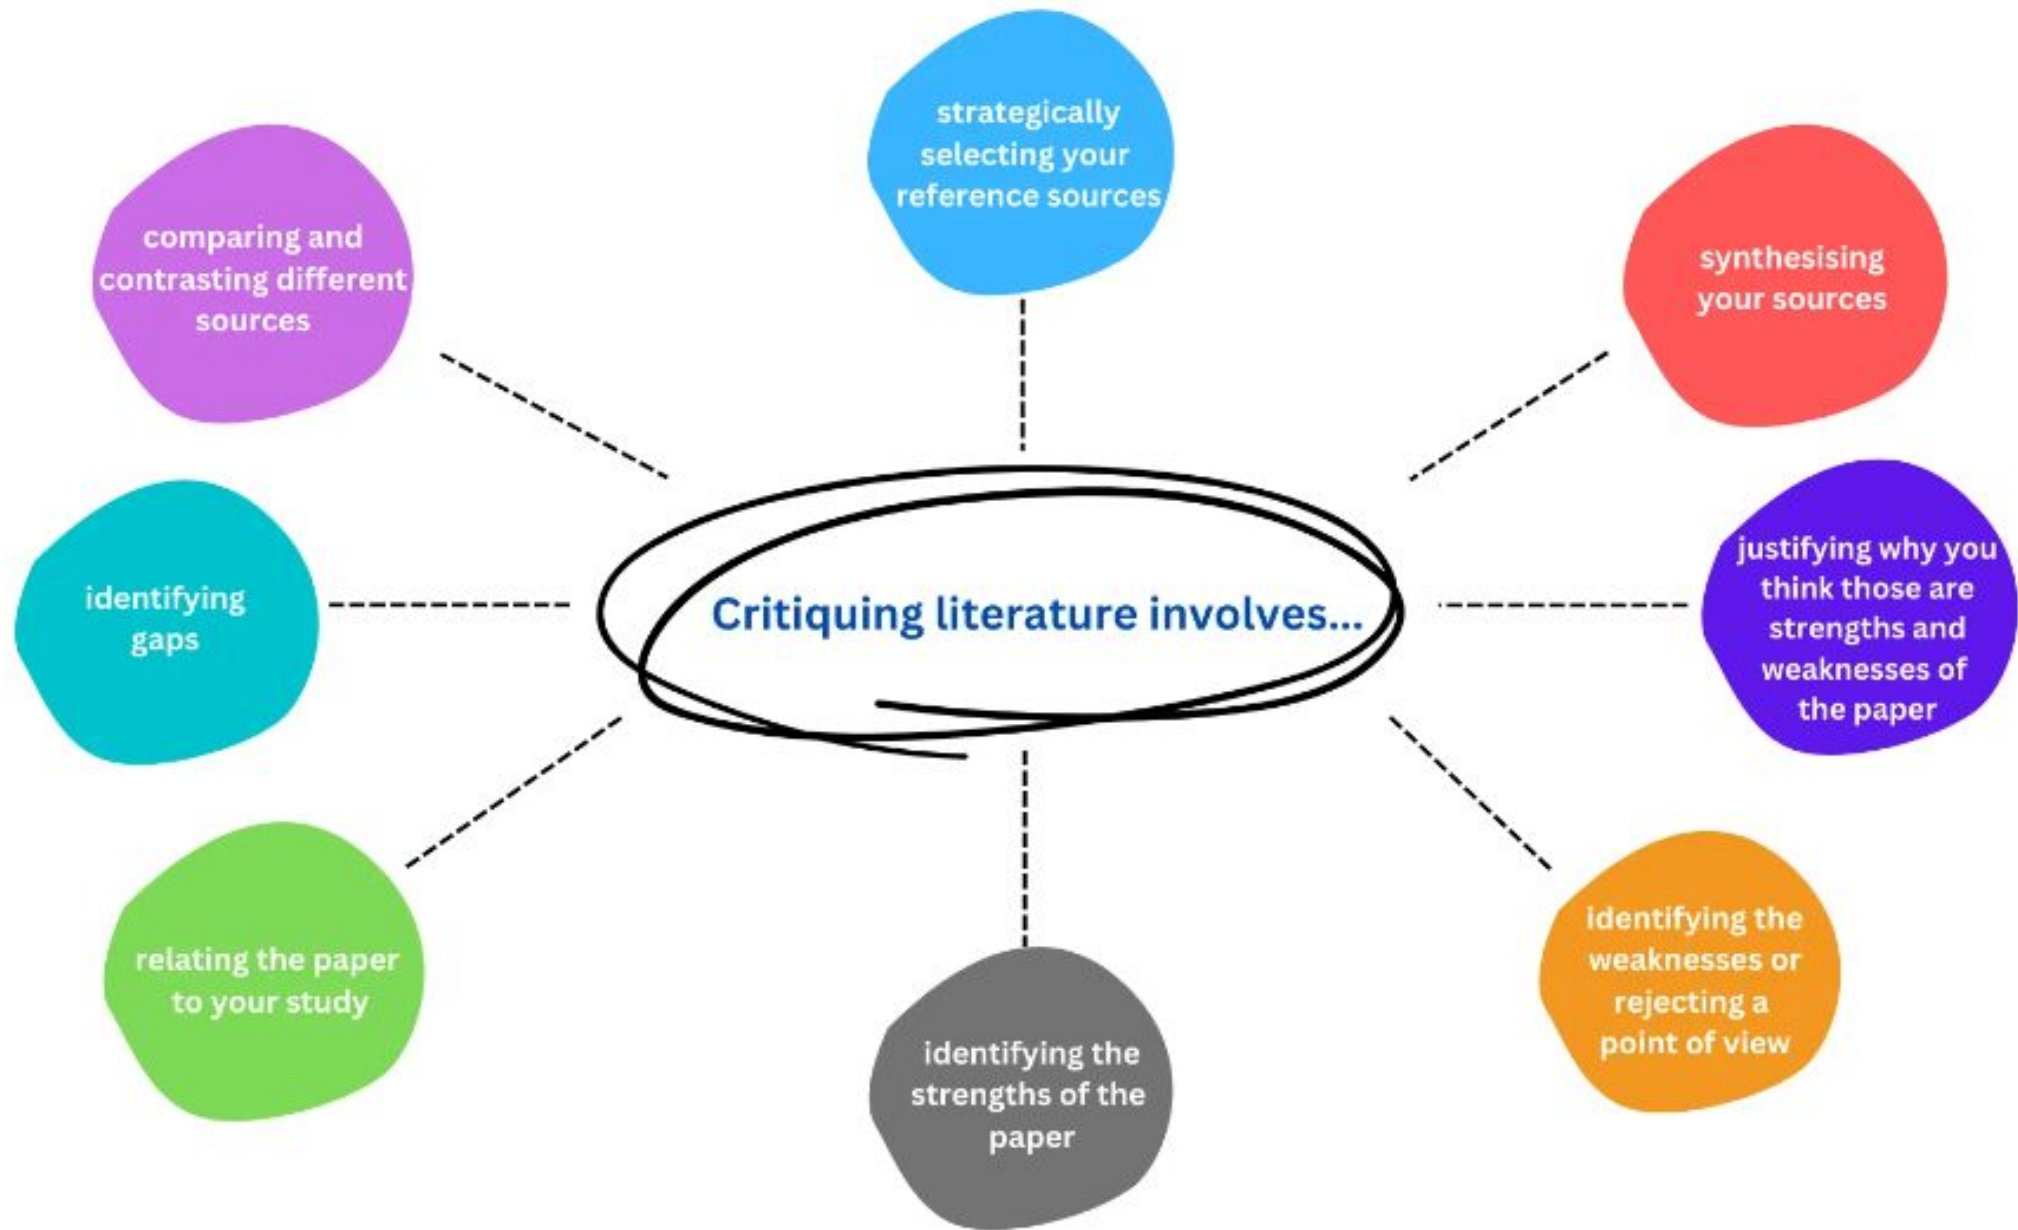 strategically
selecting your
reference sources
comparing and
contrasting different
sources
synthesising
your sources
identifying
gaps
Critiquing literature involves...
justifying why you
think those are
strengths and
weaknesses of
the paper
relating the paper
to your study
identifying the
strengths of the
paper
identifying the
weaknesses or
rejecting a
point of view